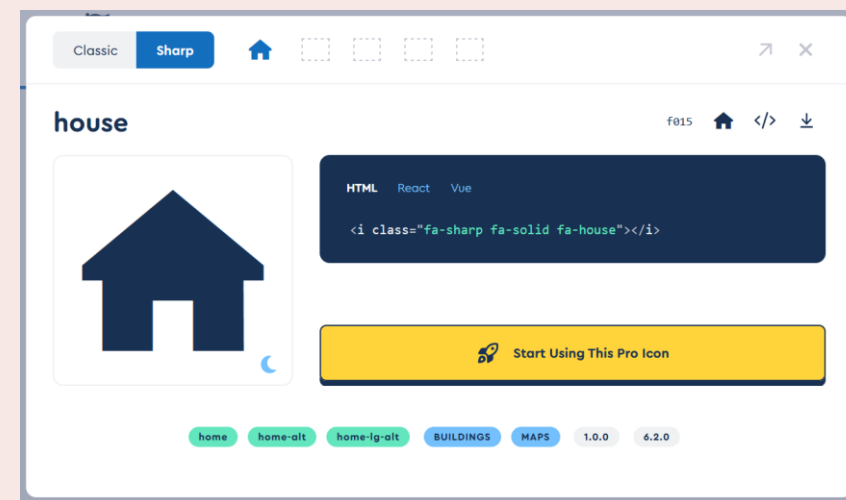 Classic Sharp
house
f015 </>
HTML React Vue
<i class="fa-sharp fa-solid fa-house"></i>
Start Using This Pro Icon
home home-alt home-lg-alt BUILDINGS MAPS 1.0.0 6.2.0